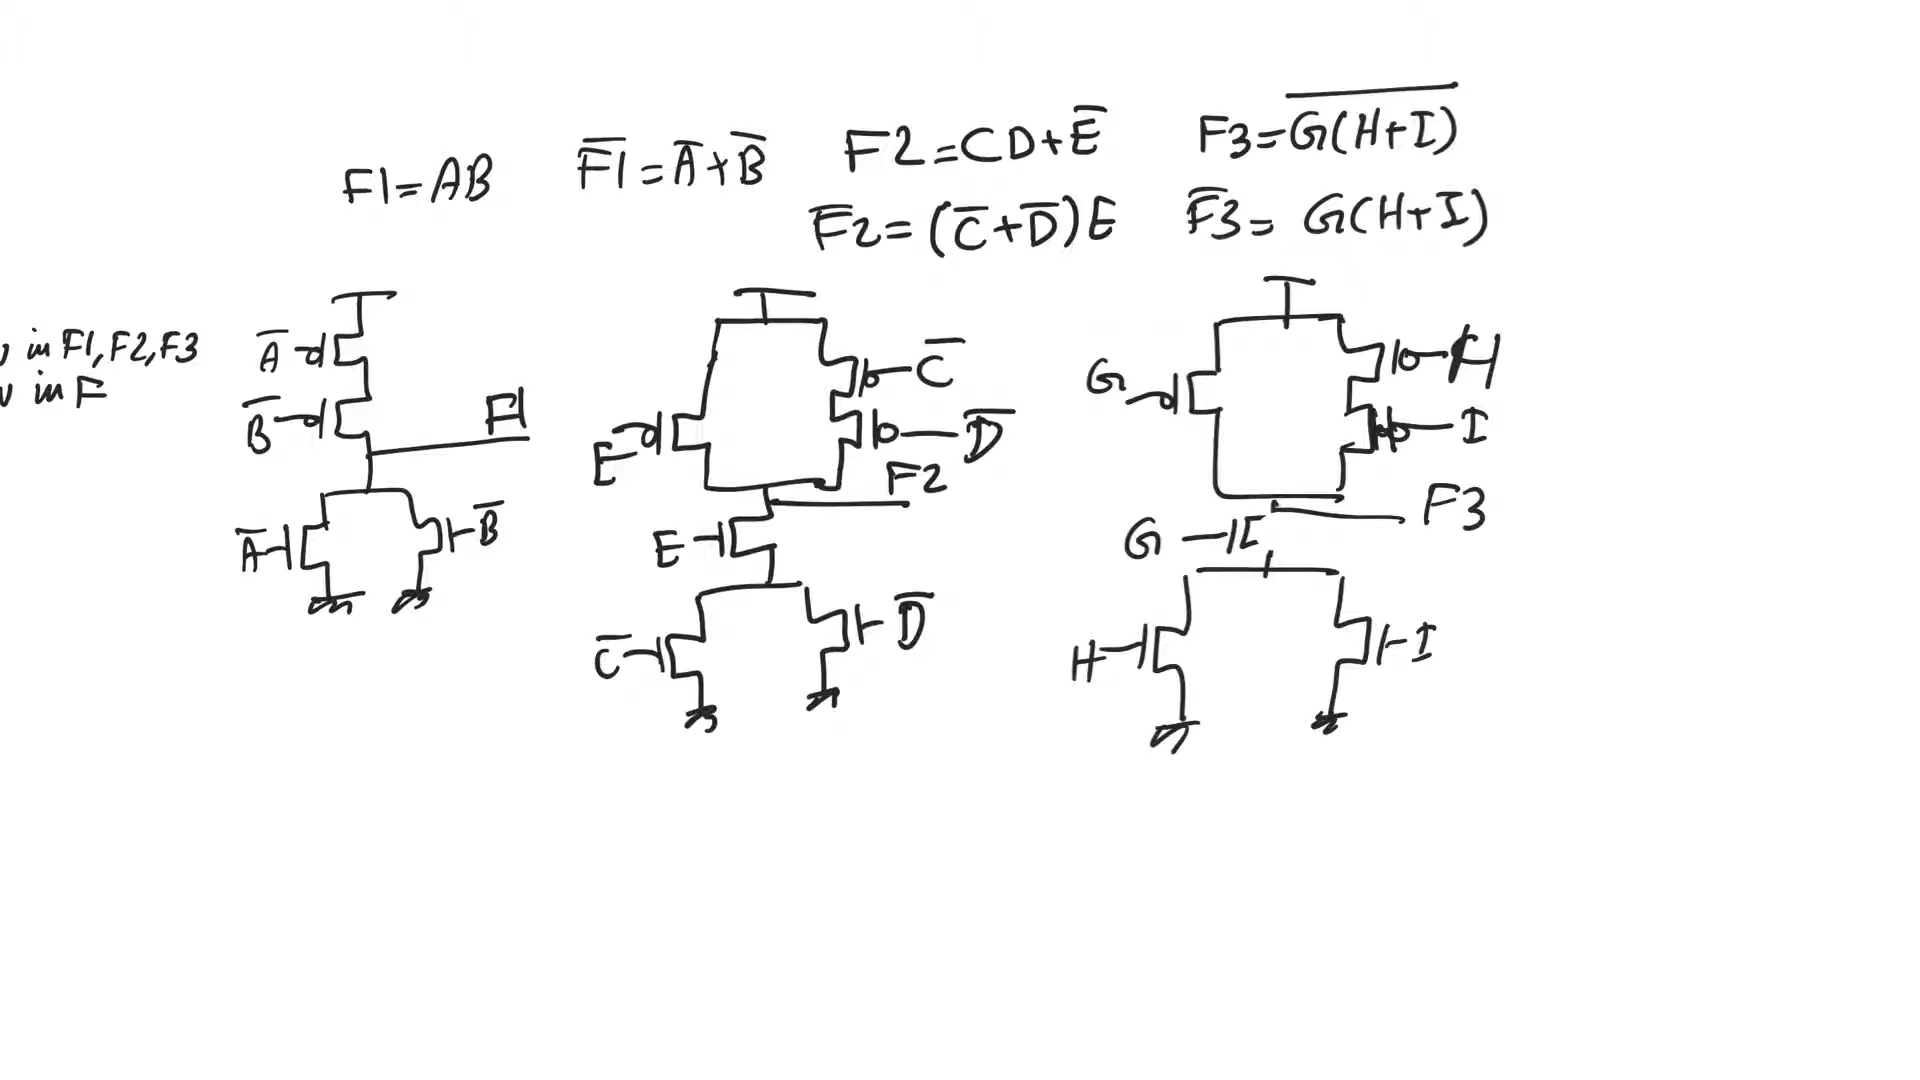 F1=AB
F̅1̅=A̅+B̅
F2=CD+E̅
F̅2=(C̅+D̅)E
F3=G̅(̅H̅+̅I̅)̅
F̅3= G(H+I)
in F1, F2, F3
in F
A̅
B̅
F1
A̅
B̅
C̅
D̅
E
F2
E
C̅
D̅
G
H
I
F3
G
H
I